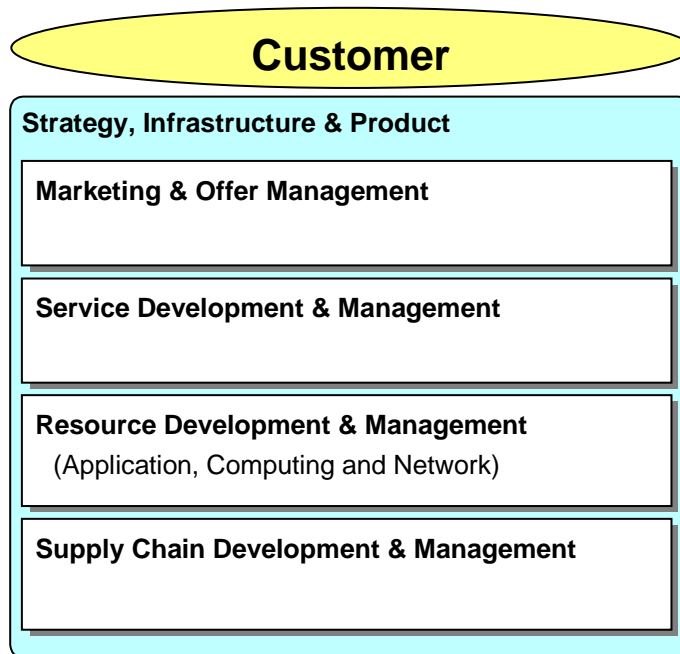 Customer
Strategy, Infrastructure & Product
Marketing & Offer Management
Service Development & Management
Resource Development & Management
(Application, Computing and Network)
Supply Chain Development & Management